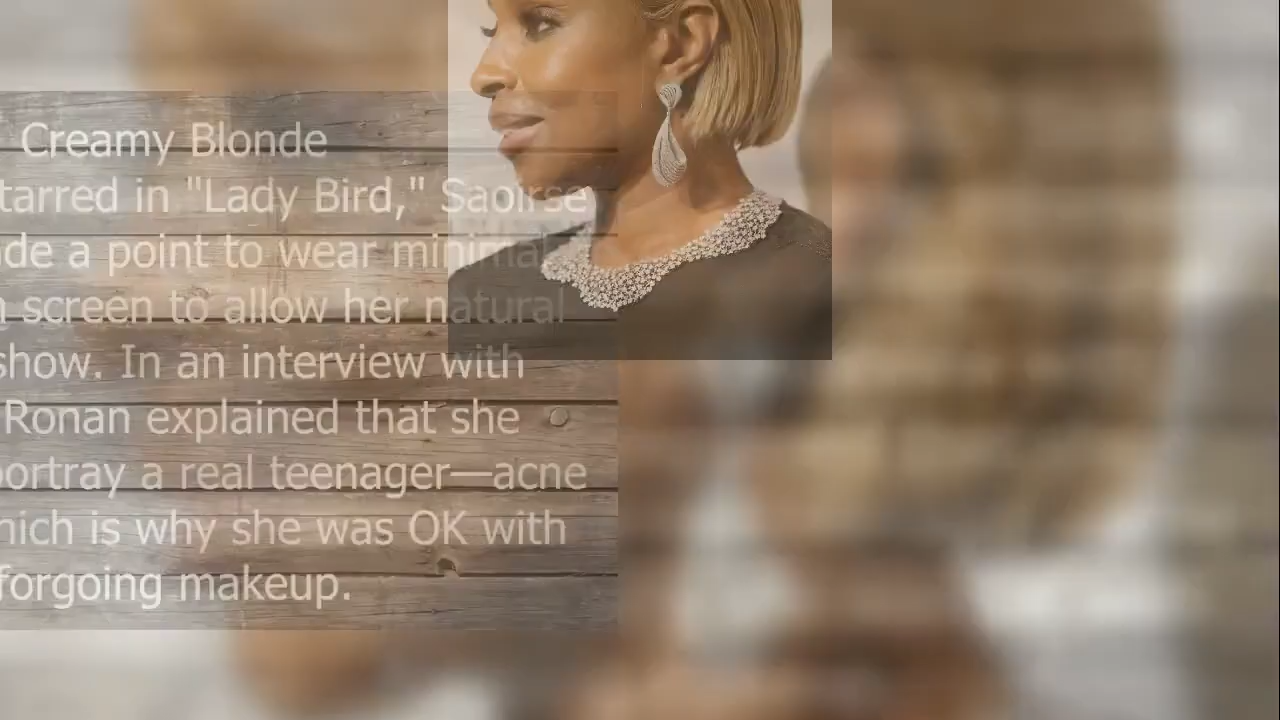 Creamy Blonde
tarred in "Lady Bird," Saoirse
de a point to wear minimal
screen to allow her natural
show. In an interview with
Ronan explained that she
portray a real teenager—acne
hich is why she was OK with
forgoing makeup.